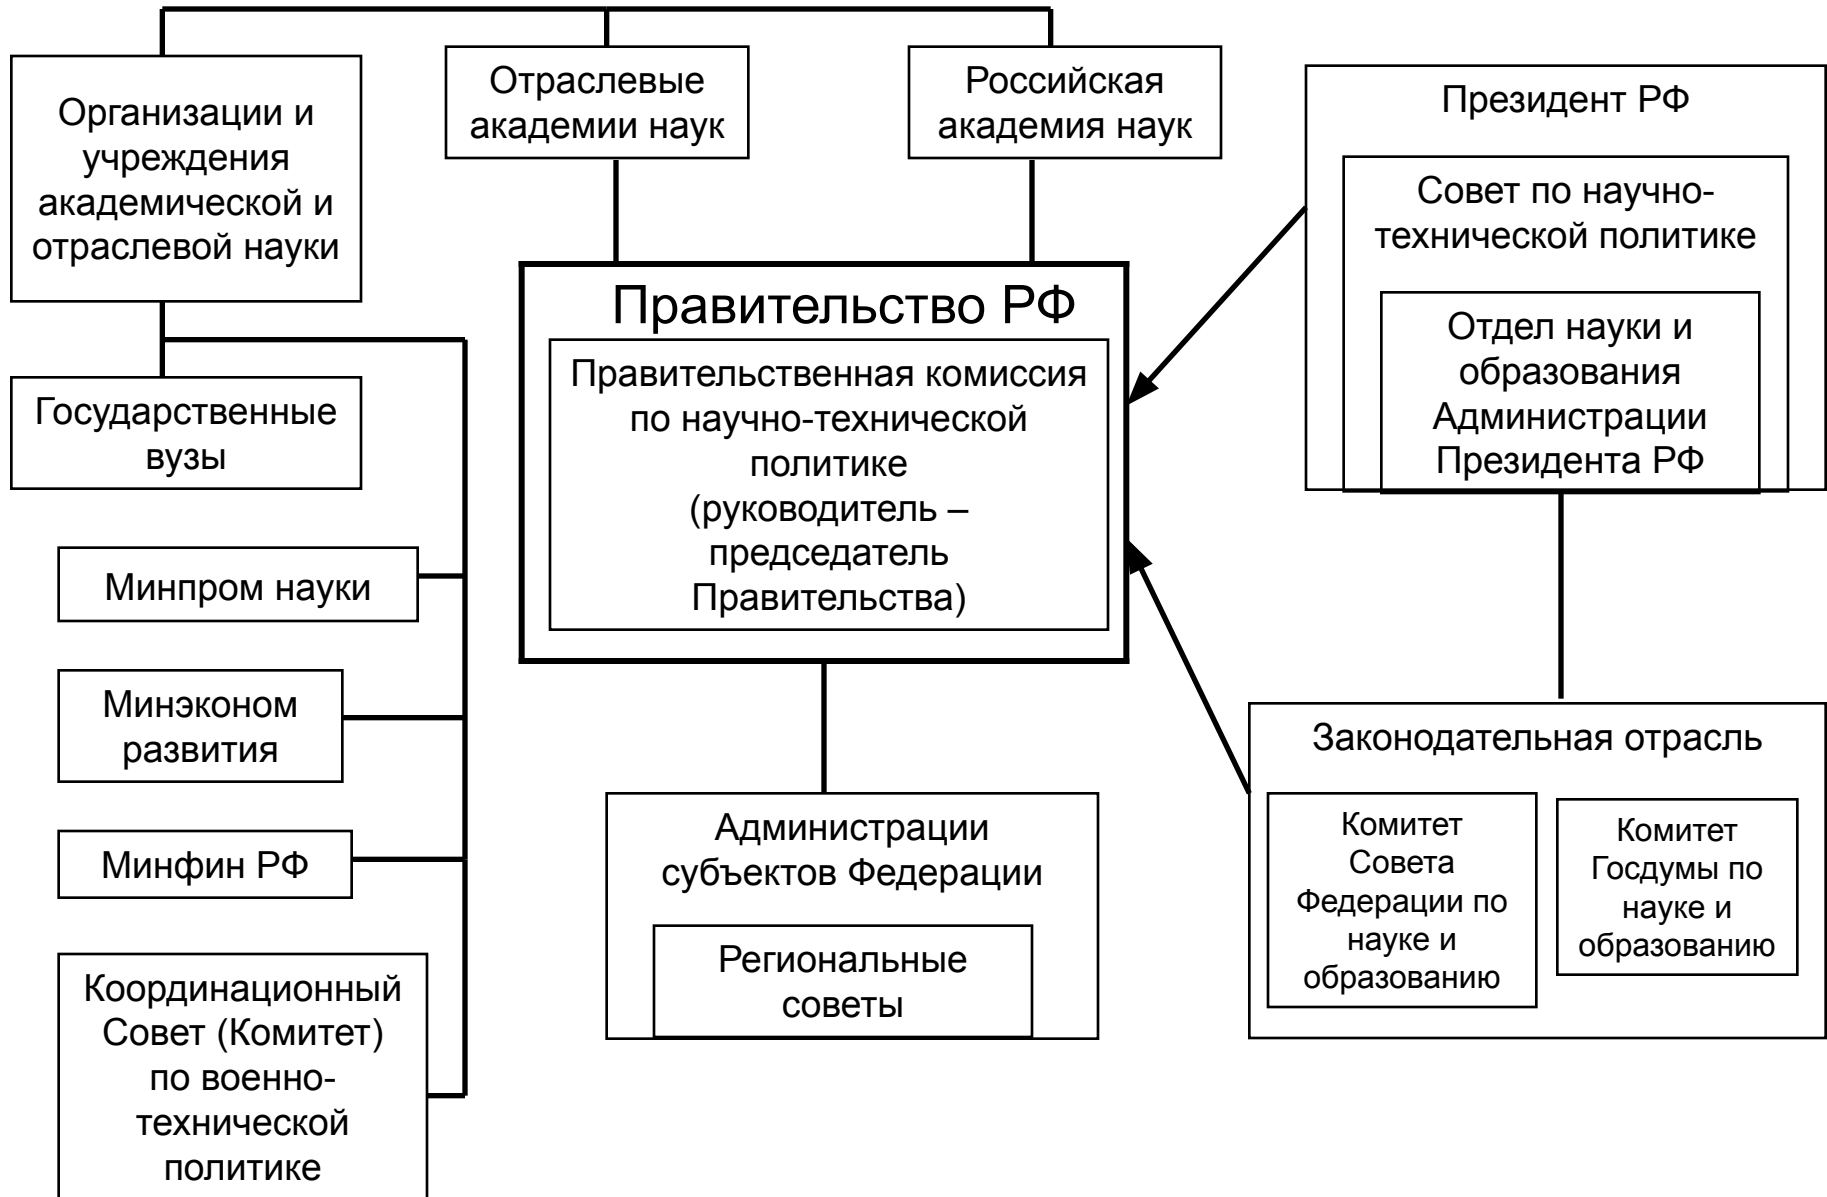 Организации и
учреждения
академической и
отраслевой науки
Отраслевые
академии наук
Российская
академия наук
Президент РФ
Совет по научно-
технической политике
Отдел науки и
образования
Администрации
Президента РФ
Правительство РФ
Правительственная комиссия
по научно-технической
политике
(руководитель –
председатель
Правительства)
Государственные
вузы
Минпром науки
Минэконом
развития
Минфин РФ
Координационный
Совет (Комитет)
по военно-
технической
политике
Администрации
субъектов Федерации
Региональные
советы
Законодательная отрасль
Комитет
Совета
Федерации по
науке и
образованию
Комитет
Госдумы по
науке и
образованию